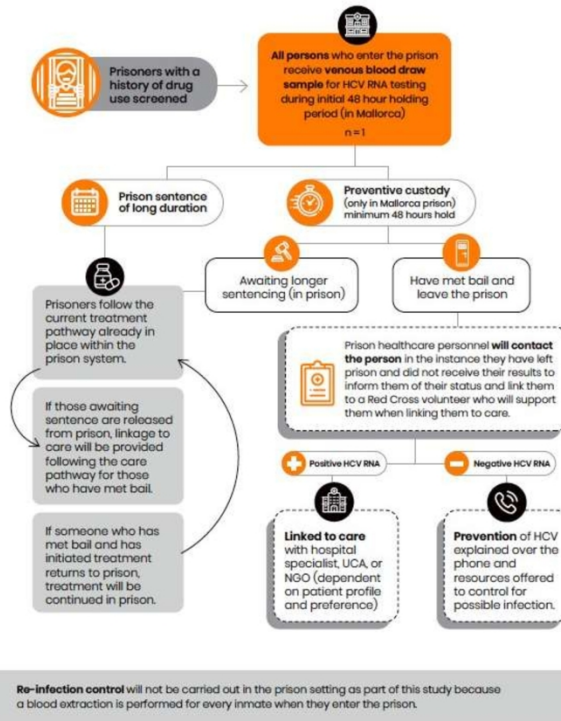 Prisoners with a
history of drug
use screened
All persons who enter the prison
receive venous blood draw
sample for HCV RNA testing
during initial 48 hour holding
period (in Mallorca)
n=1
Prison sentence
of long duration
Preventive custody
(only in Mallorca prison)
minimum 48 hours hold
Awaiting longer
sentencing (in prison)
Have met bail and
leave the prison
Prisoners follow the
current treatment
pathway already in
place within the
prison system.
If those awaiting
sentence are released
from prison, linkage to
care will be provided
following the care
pathway for those
who have met bail.
If someone who has
met bail and has
initiated treatment
returns to prison,
treatment will be
continued in prison.
Prison healthcare personnel will contact
the person in the instance they have left
prison and did not receive their results to
inform them of their status and link them
to a Red Cross volunteer who will support
them when linking them to care.
Positive HCV RNA
Negative HCV RNA
Linked to care
with hospital
specialist, UCA, or
NGO (dependent
on patient profile
and preference)
Prevention of HCV
explained over the
phone and
resources offered
to control for
possible infection.
Re-infection control will not be carried out in the prison setting as part of this study because
a blood extraction is performed for every inmate when they enter the prison.